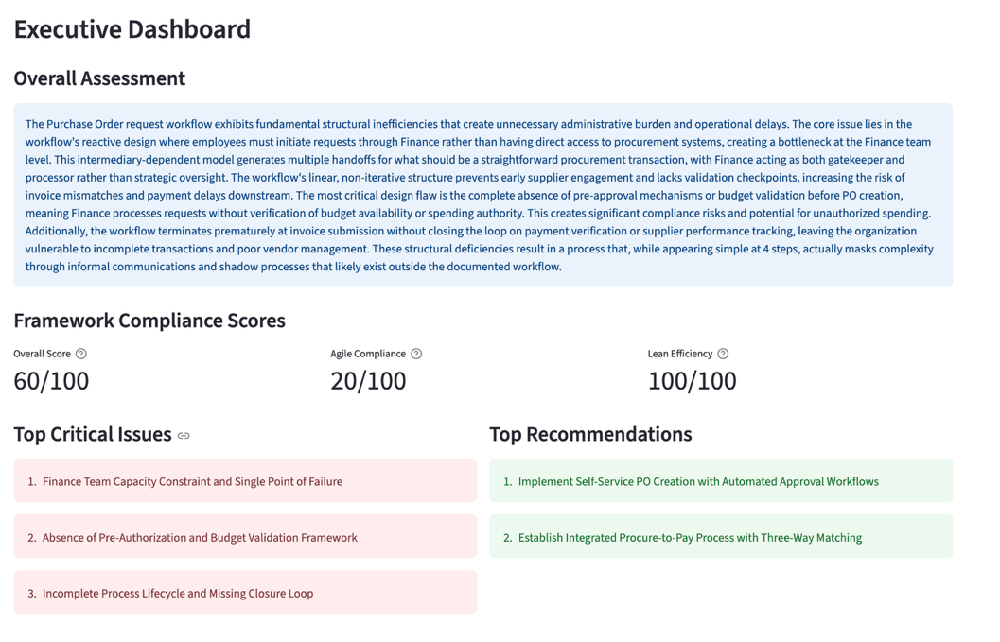 Executive Dashboard
Overall Assessment
The Purchase Order request workflow exhibits fundamental structural inefficiencies that create unnecessary administrative burden and operational delays. The core issue lies in the
workflow's reactive design where employees must initiate requests through Finance rather than having direct access to procurement systems, creating a bottleneck at the Finance team
level. This intermediary-dependent model generates multiple handoffs for what should be a straightforward procurement transaction, with Finance acting as both gatekeeper and
processor rather than strategic oversight. The workflow's linear, non-iterative structure prevents early supplier engagement and lacks validation checkpoints, increasing the risk of
invoice mismatches and payment delays downstream. The most critical design flaw is the complete absence of pre-approval mechanisms or budget validation before PO creation,
meaning Finance processes requests without verification of budget availability or spending authority. This creates significant compliance risks and potential for unauthorized spending.
Additionally, the workflow terminates prematurely at invoice submission without closing the loop on payment verification or supplier performance tracking, leaving the organization
vulnerable to incomplete transactions and poor vendor management. These structural deficiencies result in a process that, while appearing simple at 4 steps, actually masks complexity
through informal communications and shadow processes that likely exist outside the documented workflow.
Framework Compliance Scores
Overall Score ?
60/100
Agile Compliance ?
20/100
Lean Efficiency ?
100/100
Top Critical Issues
1. Finance Team Capacity Constraint and Single Point of Failure
2. Absence of Pre-Authorization and Budget Validation Framework
3. Incomplete Process Lifecycle and Missing Closure Loop
Top Recommendations
1. Implement Self-Service PO Creation with Automated Approval Workflows
2. Establish Integrated Procure-to-Pay Process with Three-Way Matching